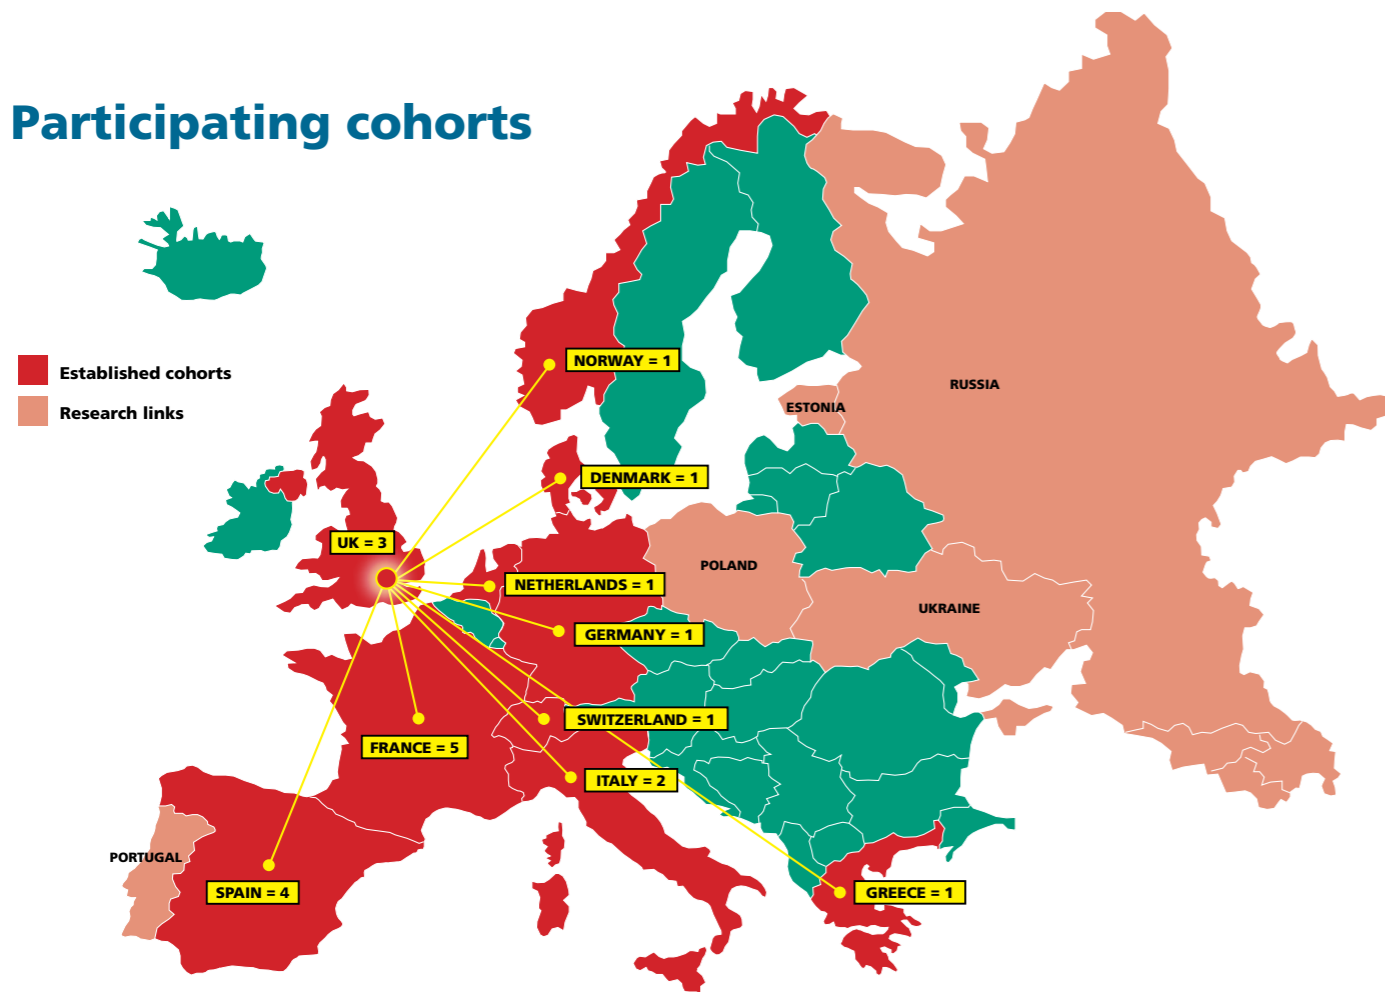 Participating cohorts
Established cohorts
Research links
NORWAY = 1
RUSSIA
ESTONIA
DENMARK = 1
UK = 3
POLAND
NETHERLANDS = 1
UKRAINE
GERMANY = 1
SWITZERLAND = 1
FRANCE = 5
ITALY = 2
PORTUGAL
SPAIN = 4
GREECE = 1